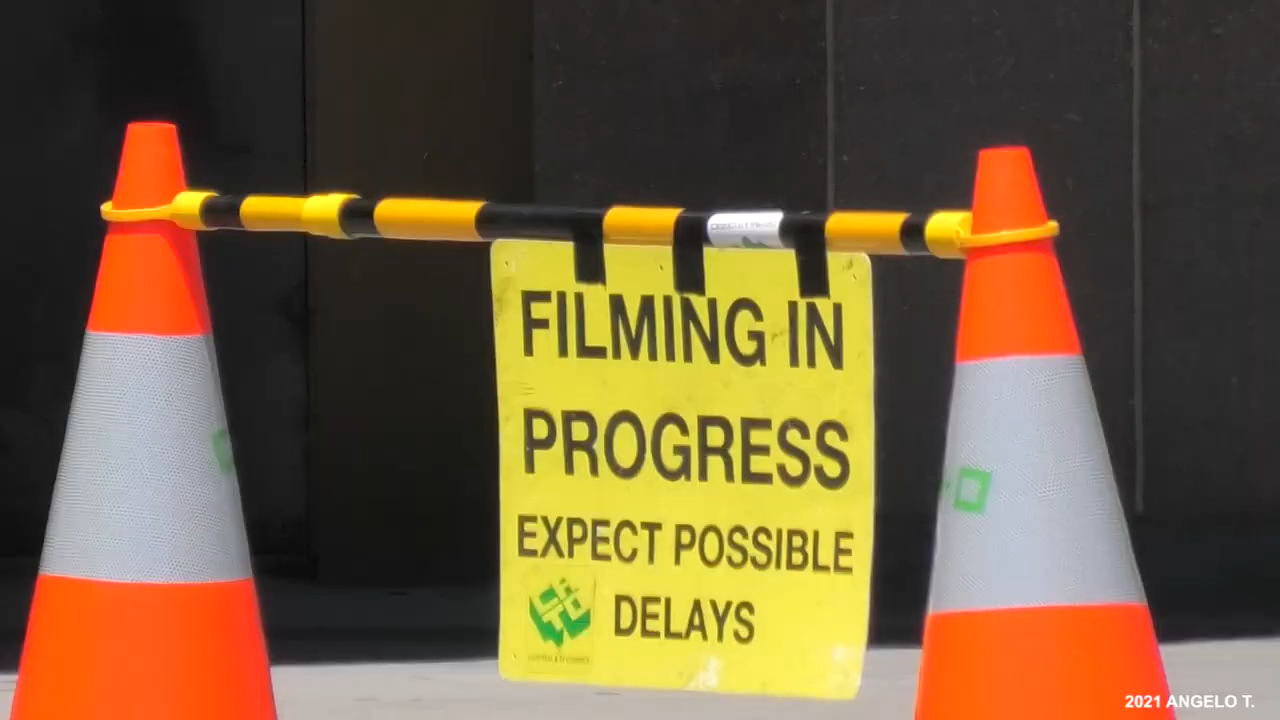 FILMING IN
PROGRESS
EXPECT POSSIBLE
DELAYS
2021 ANGELO T.